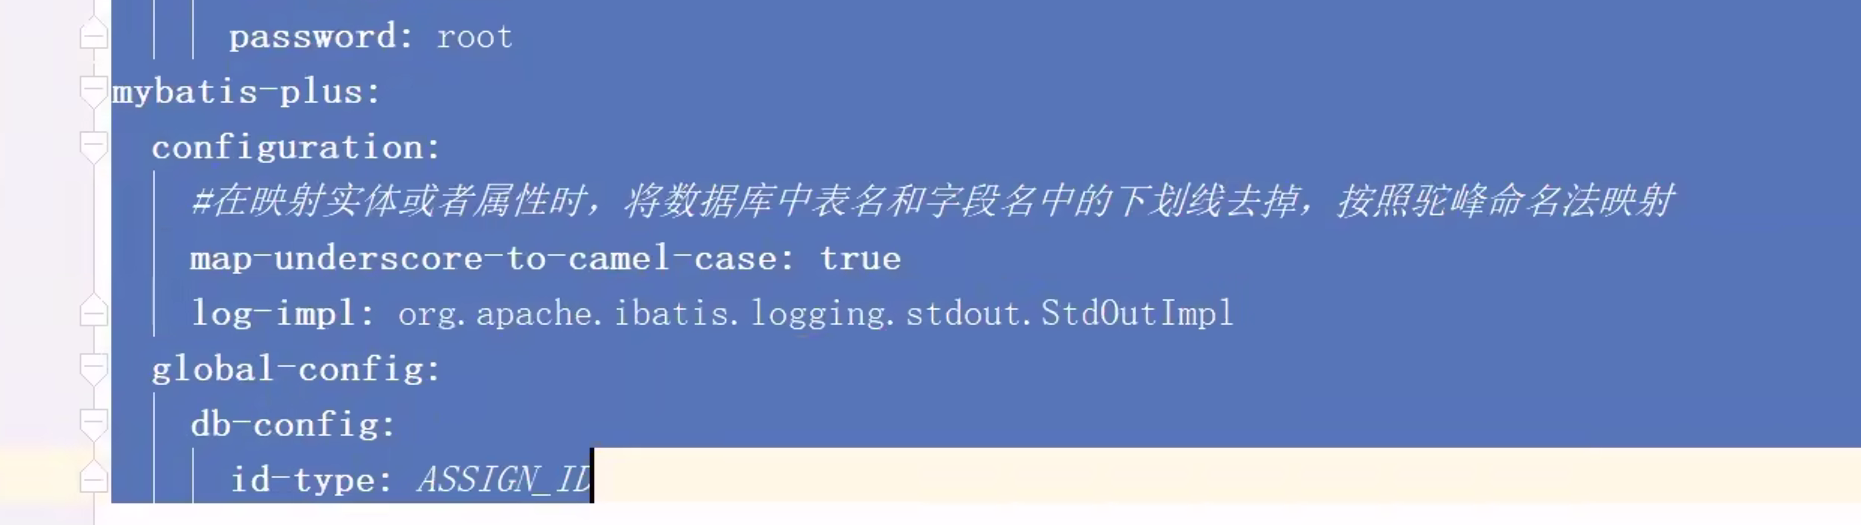 password: root
mybatis-plus:
configuration:
#在映射实体或者属性时，将数据库中表名和字段名中的下划线去掉，按照驼峰命名法映射
map-underscore-to-camel-case: true
log-impl: org.apache.ibatis.logging.stdout.StdOutImpl
global-config:
db-config:
id-type: ASSIGN_ID